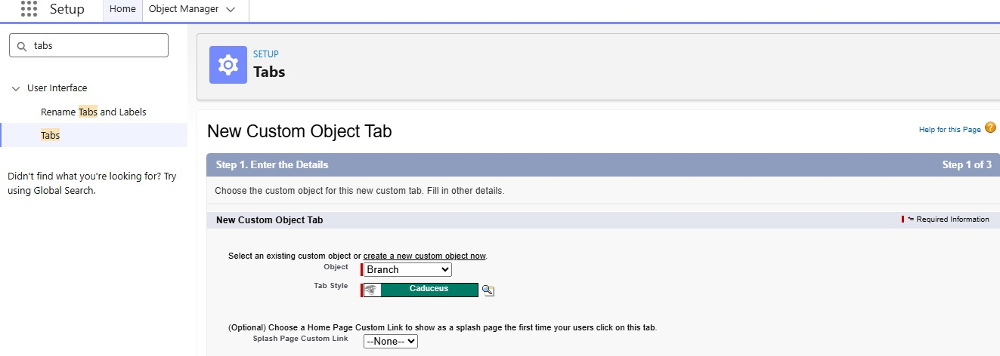 Setup Home Object Manager
tabs
SETUP
Tabs
User Interface
Rename Tabs and Labels
Tabs
Didn't find what you're looking for? Try
using Global Search.
New Custom Object Tab
Help for this Page ?
Step 1. Enter the Details Step 1 of 3
Choose the custom object for this new custom tab. Fill in other details.
New Custom Object Tab *= Required Information
Select an existing custom object or create a new custom object now.
Object Branch
Tab Style Caduceus
(Optional) Choose a Home Page Custom Link to show as a splash page the first time your users click on this tab.
Splash Page Custom Link --None--